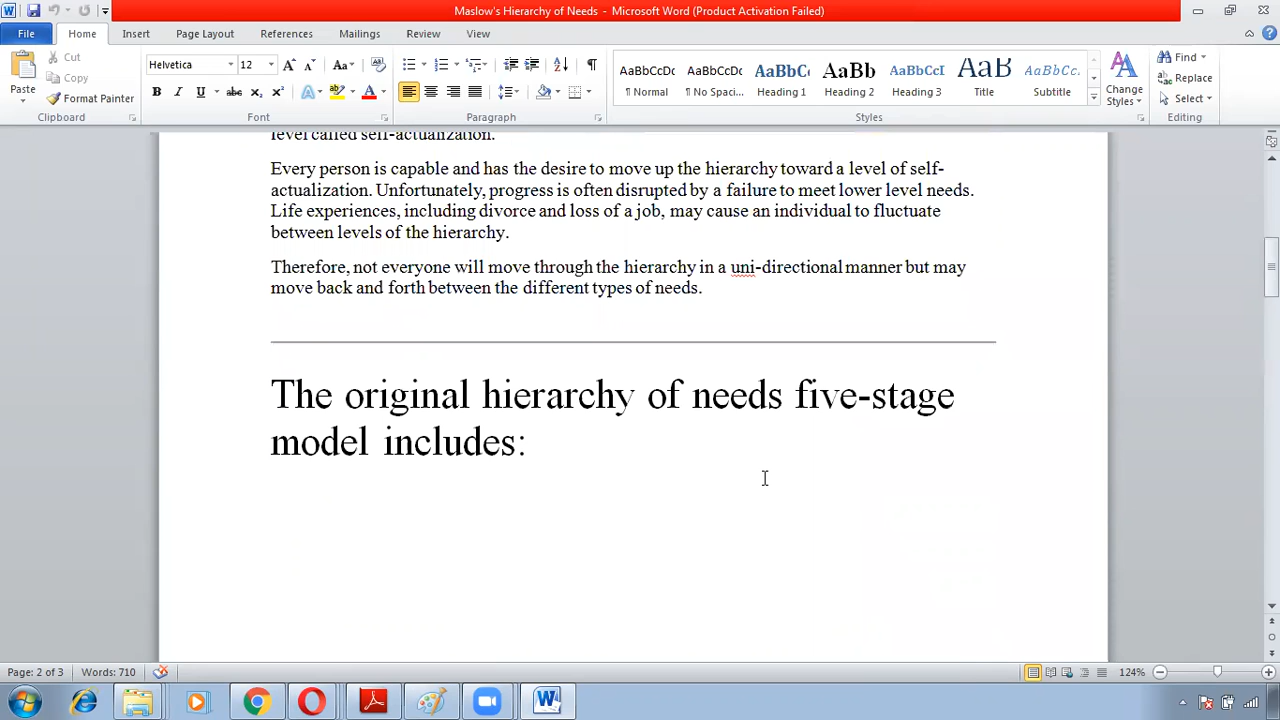 Maslow's Hierarchy of Needs - Microsoft Word (Product Activation Failed)
File Home Insert Page Layout References Mailings Review View
Paste
Cut
Copy
Format Painter
Clipboard
Helvetica 12
Font
Paragraph
AaBbCcDc AaBbCcDc AaBbCc AaBb AaBbCcI AaB AaBbCc.
¶ Normal ¶ No Spaci... Heading 1 Heading 2 Heading 3 Title Subtitle
Change
Styles
Styles
Find
Replace
Select
Editing
level called self-actualization.
Every person is capable and has the desire to move up the hierarchy toward a level of self-
actualization. Unfortunately, progress is often disrupted by a failure to meet lower level needs.
Life experiences, including divorce and loss of a job, may cause an individual to fluctuate
between levels of the hierarchy.
Therefore, not everyone will move through the hierarchy in a uni-directional manner but may
move back and forth between the different types of needs.
The original hierarchy of needs five-stage
model includes:
Page: 2 of 3 Words: 710 124%